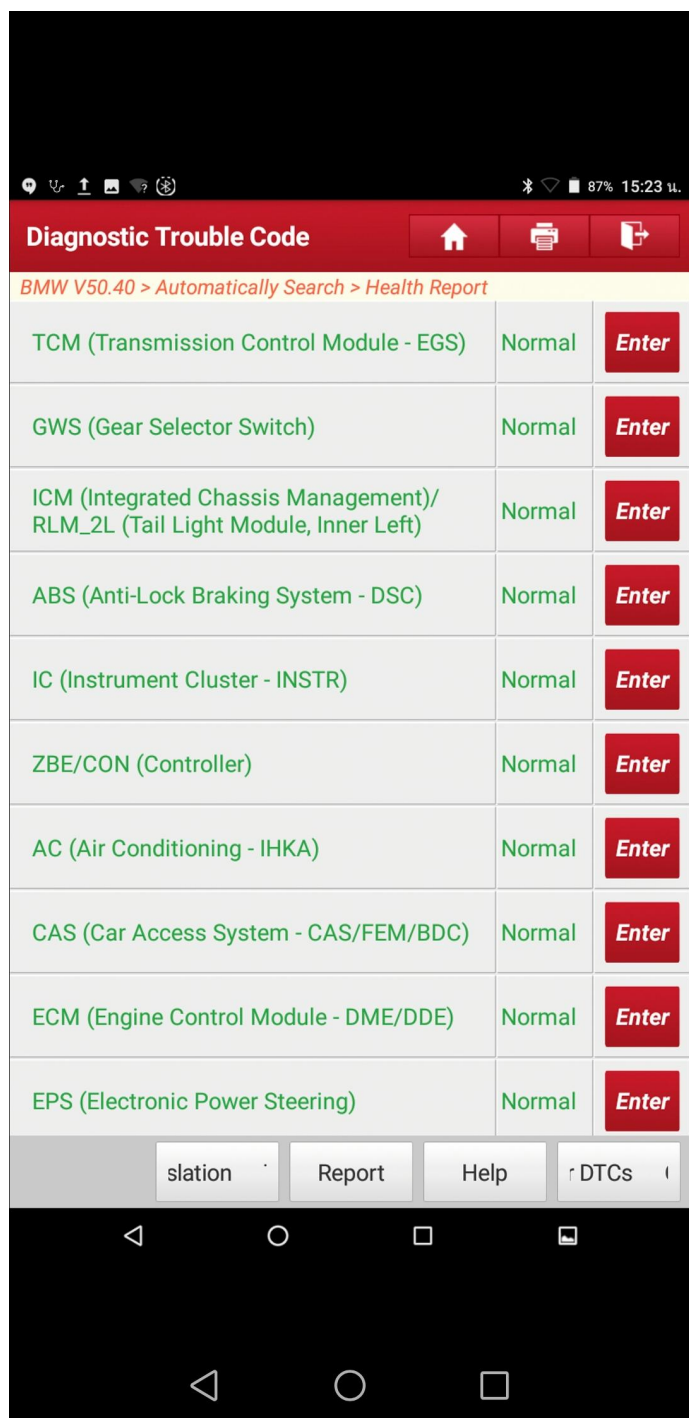 87% 15:23 น.
Diagnostic Trouble Code
BMW V50.40 > Automatically Search > Health Report
TCM (Transmission Control Module - EGS) Normal Enter
GWS (Gear Selector Switch) Normal Enter
ICM (Integrated Chassis Management)/
RLM_2L (Tail Light Module, Inner Left) Normal Enter
ABS (Anti-Lock Braking System - DSC) Normal Enter
IC (Instrument Cluster - INSTR) Normal Enter
ZBE/CON (Controller) Normal Enter
AC (Air Conditioning - IHKA) Normal Enter
CAS (Car Access System - CAS/FEM/BDC) Normal Enter
ECM (Engine Control Module - DME/DDE) Normal Enter
EPS (Electronic Power Steering) Normal Enter
slation Report Help r DTCs